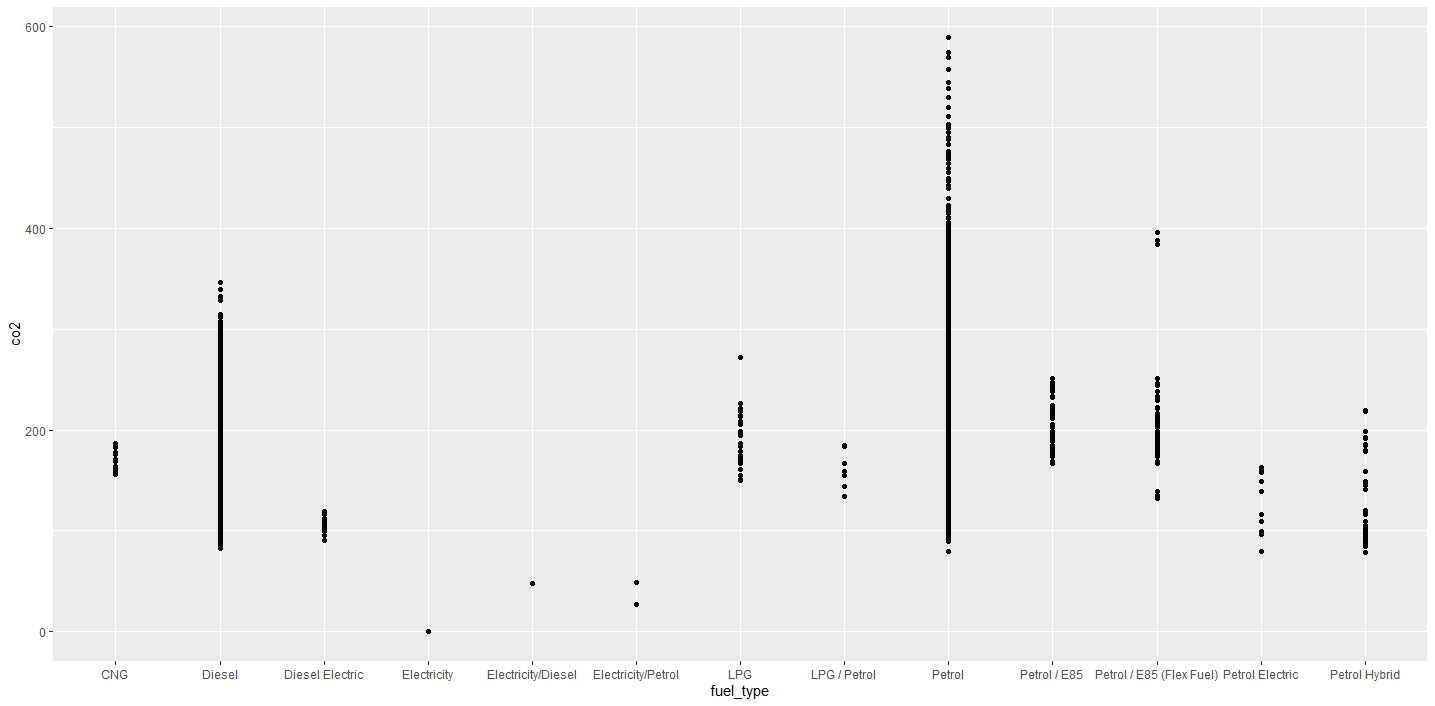 600
400
200
0
co2
CNG Diesel Diesel Electric Electricity Electricity/Diesel Electricity/Petrol LPG LPG / Petrol Petrol Petrol / E85 Petrol / E85 (Flex Fuel) Petrol Electric Petrol Hybrid
fuel_type